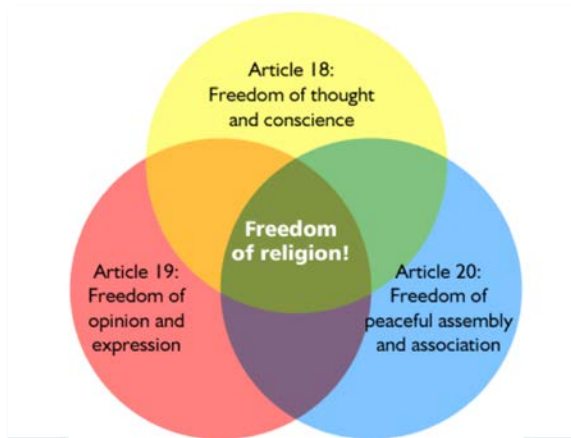 Article 18:
Freedom of thought
and conscience
Freedom
of religion!
Article 19:
Freedom of
opinion and
expression
Article 20:
Freedom of
peaceful assembly
and association